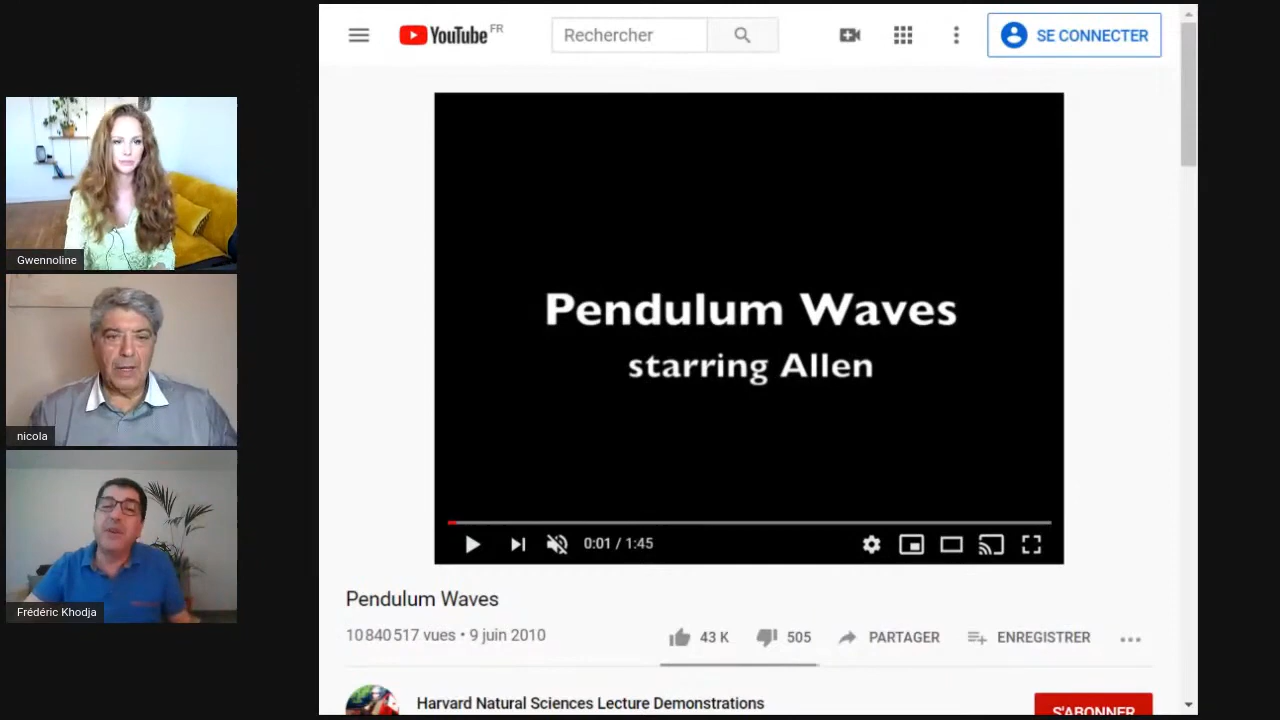 YouTube FR
Rechercher
SE CONNECTER
Gwennoline
nicola
Frédéric Khodja
Pendulum Waves
starring Allen
0:01 / 1:45
Pendulum Waves
10 840 517 vues • 9 juin 2010
43 K
505
PARTAGER
ENREGISTRER
Harvard Natural Sciences Lecture Demonstrations
S'ABONNER